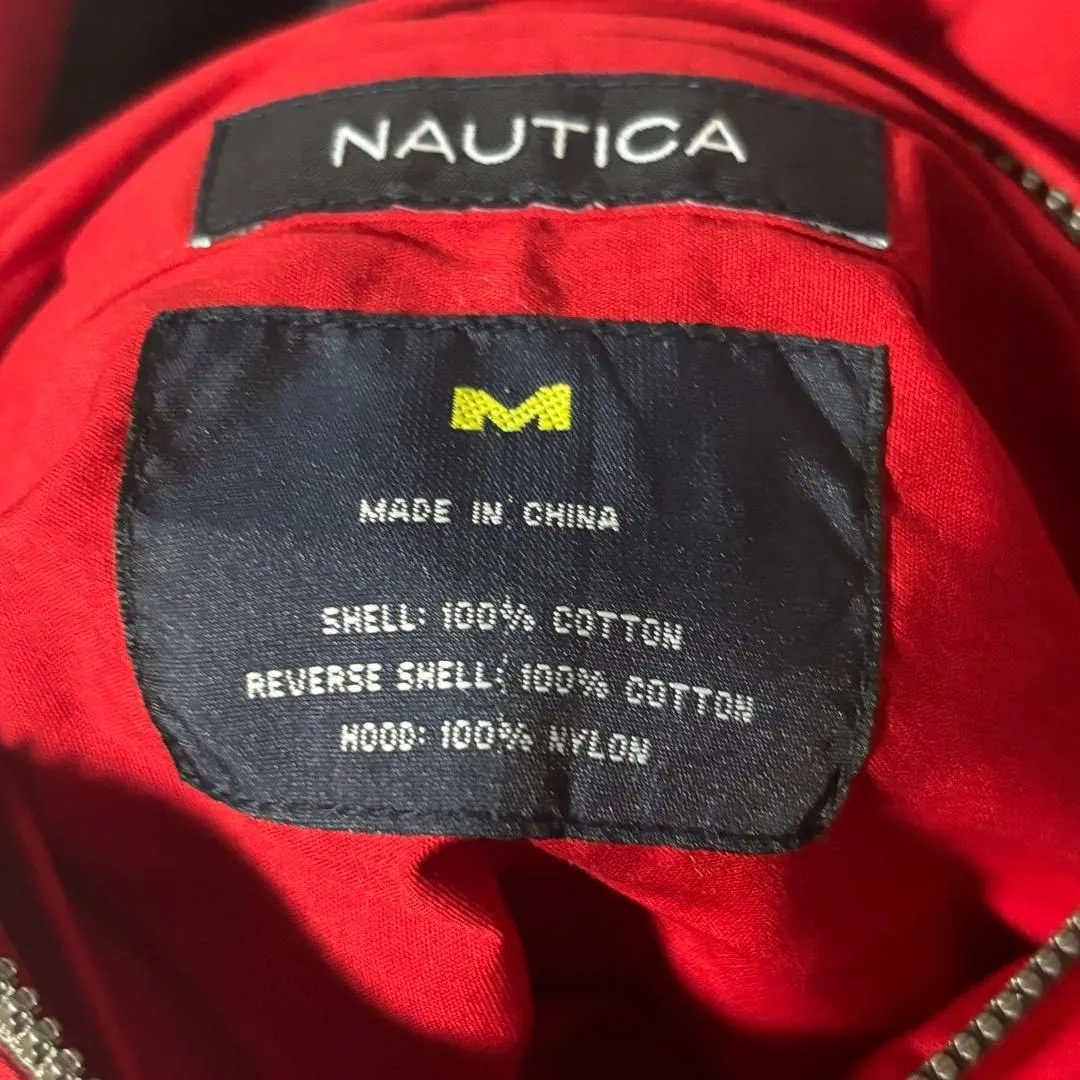 NAUTICA
M
MADE IN CHINA
SHELL: 100% COTTON
REVERSE SHELL: 100% COTTON
HOOD: 100% NYLON